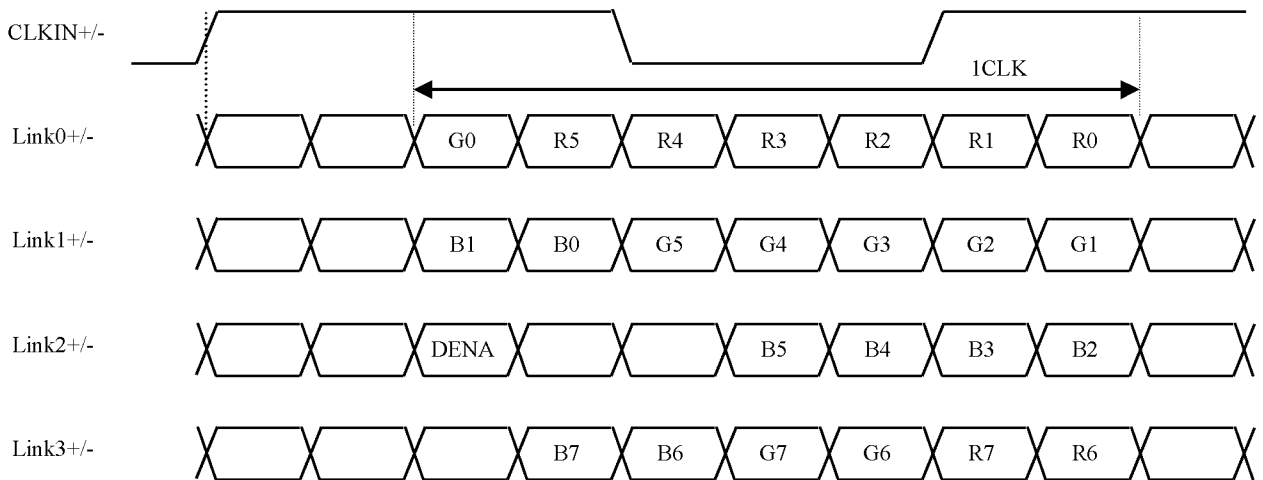 CLKIN+/-
1CLK
Link0+/- G0 R5 R4 R3 R2 R1 R0
Link1+/- B1 B0 G5 G4 G3 G2 G1
Link2+/- DENA B5 B4 B3 B2
Link3+/- B7 B6 G7 G6 R7 R6